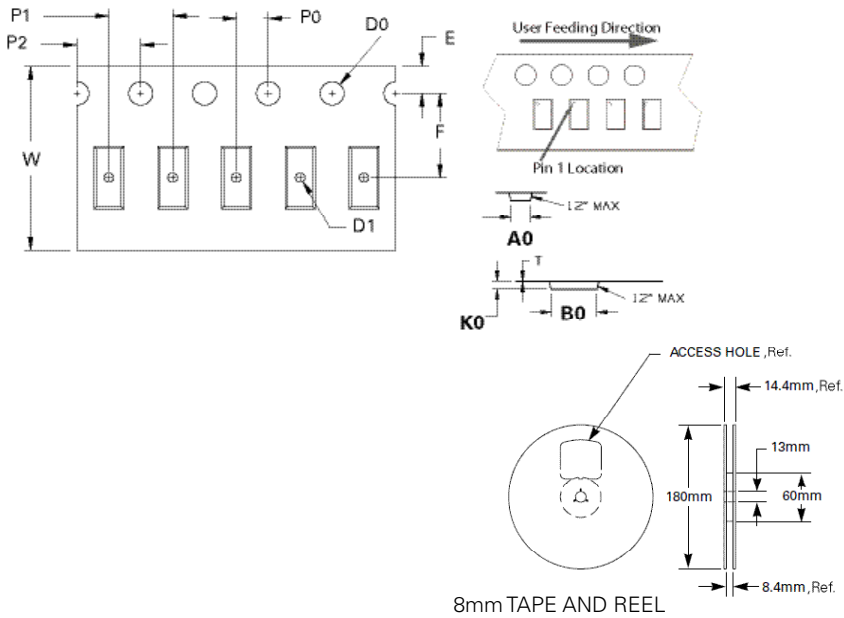 P1
P0
D0
P2
E
F
W
D1
User Feeding Direction
Pin 1 Location
12° MAX
A0
T
12° MAX
K0
B0
ACCESS HOLE ,Ref.
14.4mm,Ref.
13mm
180mm
60mm
8.4mm,Ref.
8mm TAPE AND REEL